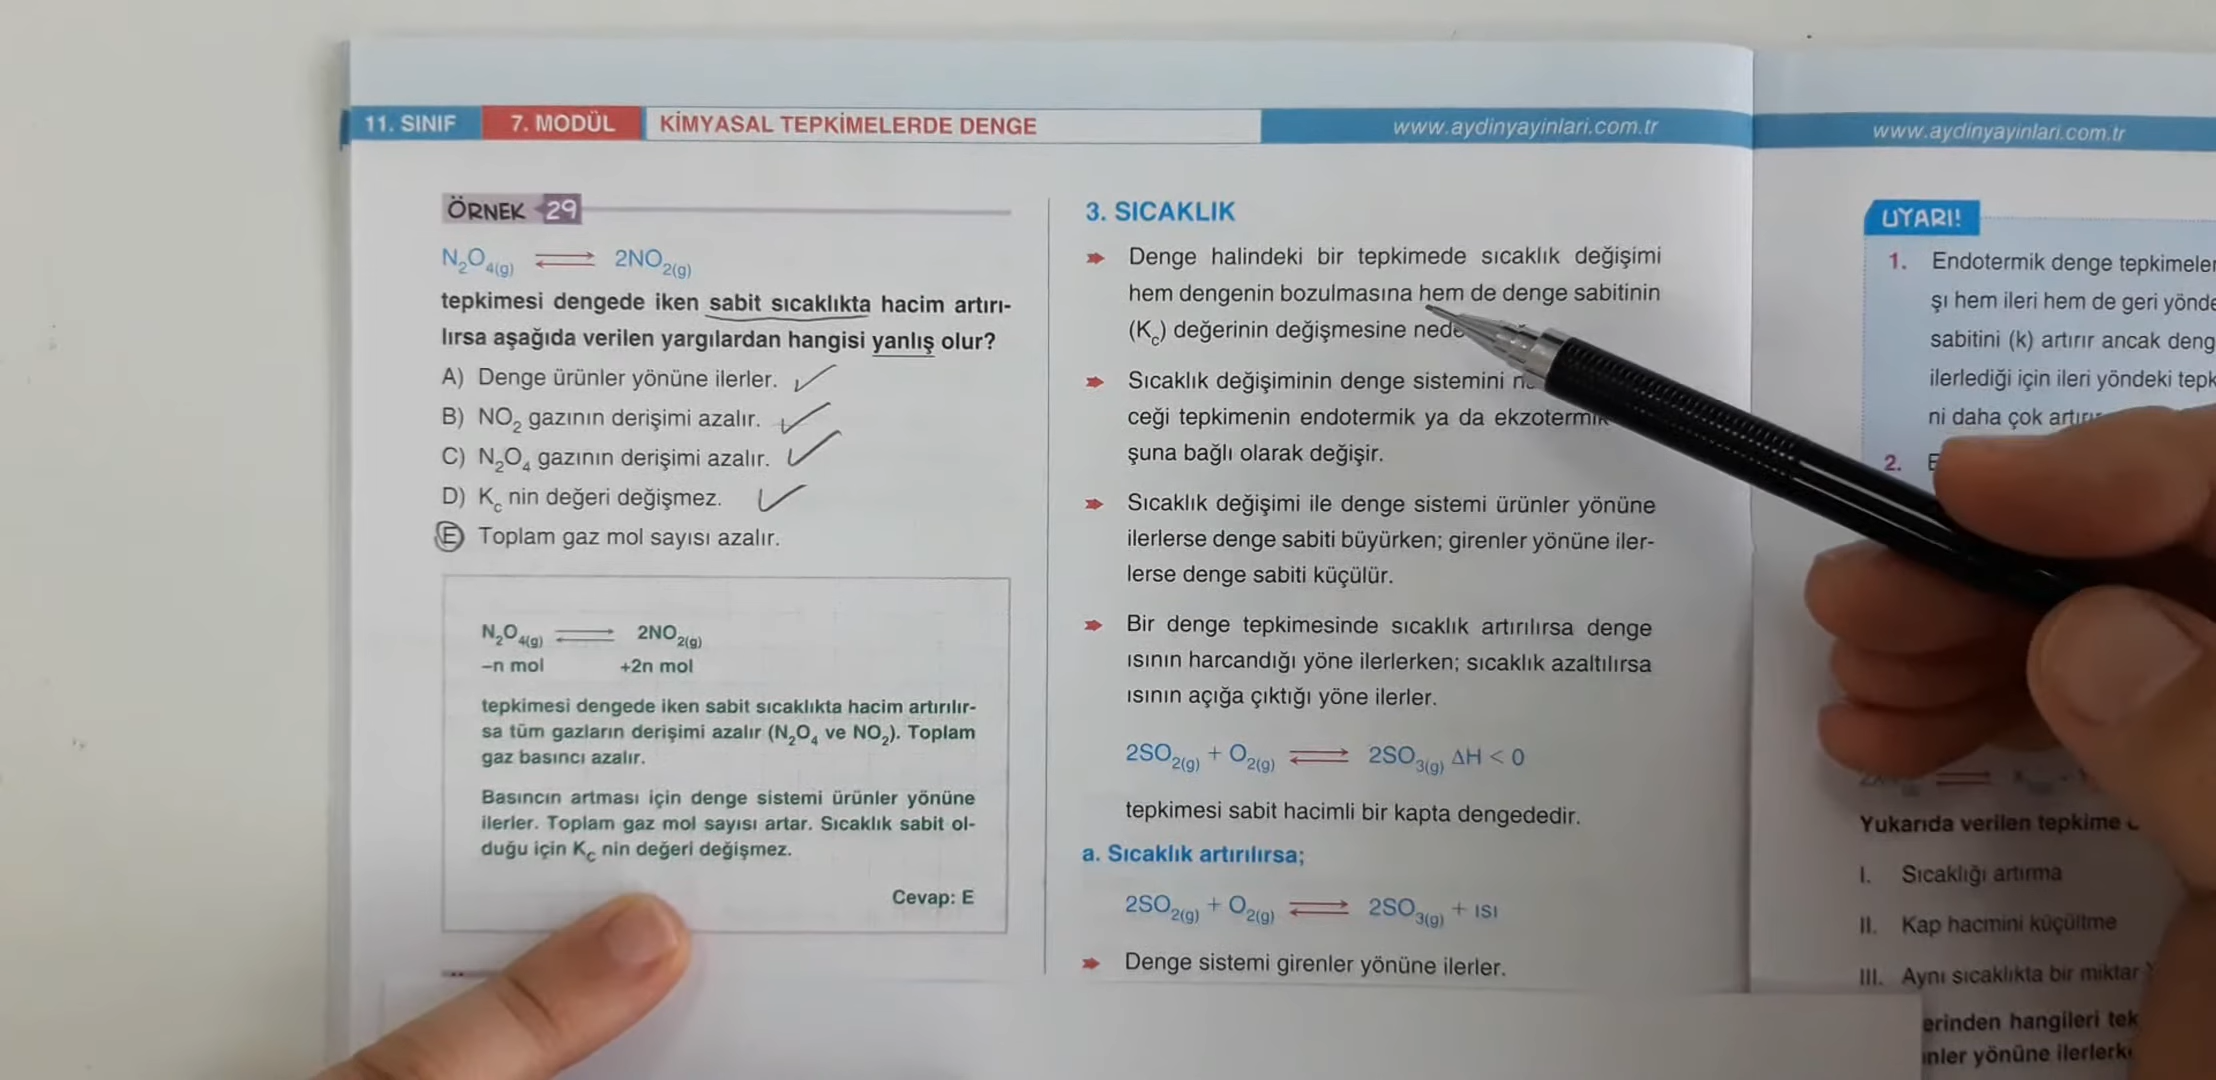 11. SINIF 7. MODÜL KİMYASAL TEPKİMELERDE DENGE www.aydinyayinlari.com.tr
ÖRNEK 29
N₂O₄(g) ⇌ 2NO₂(g)
tepkimesi dengede iken sabit sıcaklıkta hacim artırı-
lırsa aşağıda verilen yargılardan hangisi yanlış olur?
A) Denge ürünler yönüne ilerler.
B) NO₂ gazının derişimi azalır.
C) N₂O₄ gazının derişimi azalır.
D) K꜀ nin değeri değişmez.
E) Toplam gaz mol sayısı azalır.
N₂O₄(g) ⇌ 2NO₂(g)
–n mol +2n mol
tepkimesi dengede iken sabit sıcaklıkta hacim artırılır-
sa tüm gazların derişimi azalır (N₂O₄ ve NO₂). Toplam
gaz basıncı azalır.
Basıncın artması için denge sistemi ürünler yönüne
ilerler. Toplam gaz mol sayısı artar. Sıcaklık sabit ol-
duğu için K꜀ nin değeri değişmez.
Cevap: E
3. SICAKLIK
Denge halindeki bir tepkimede sıcaklık değişimi
hem dengenin bozulmasına hem de denge sabitinin
(K꜀) değerinin değişmesine
Sıcaklık değişiminin denge sistemini
ceği tepkimenin endotermik ya da ekzotermik
şuna bağlı olarak değişir.
Sıcaklık değişimi ile denge sistemi ürünler yönüne
ilerlerse denge sabiti büyürken; girenler yönüne iler-
lerse denge sabiti küçülür.
Bir denge tepkimesinde sıcaklık artırılırsa denge
ısının harcandığı yöne ilerlerken; sıcaklık azaltılırsa
ısının açığa çıktığı yöne ilerler.
2SO₂(g) + O₂(g) ⇌ 2SO₃(g) ΔH < 0
tepkimesi sabit hacimli bir kapta dengededir.
a. Sıcaklık artırılırsa;
2SO₂(g) + O₂(g) ⇌ 2SO₃(g) + ısı
Denge sistemi girenler yönüne ilerler.
www.aydinyayinlari.com.tr
UYARI!
1. Endotermik denge tepkimeler
şı hem ileri hem de geri yönde
sabitini (k) artırır ancak deng
ilerlediği için ileri yöndeki tepk
ni daha çok
2.
Yukarıda verilen tepkime
I. Sıcaklığı artırma
II. Kap hacmini küçültme
III. Aynı sıcaklıkta bir miktar
erinden hangileri tek
nler yönüne